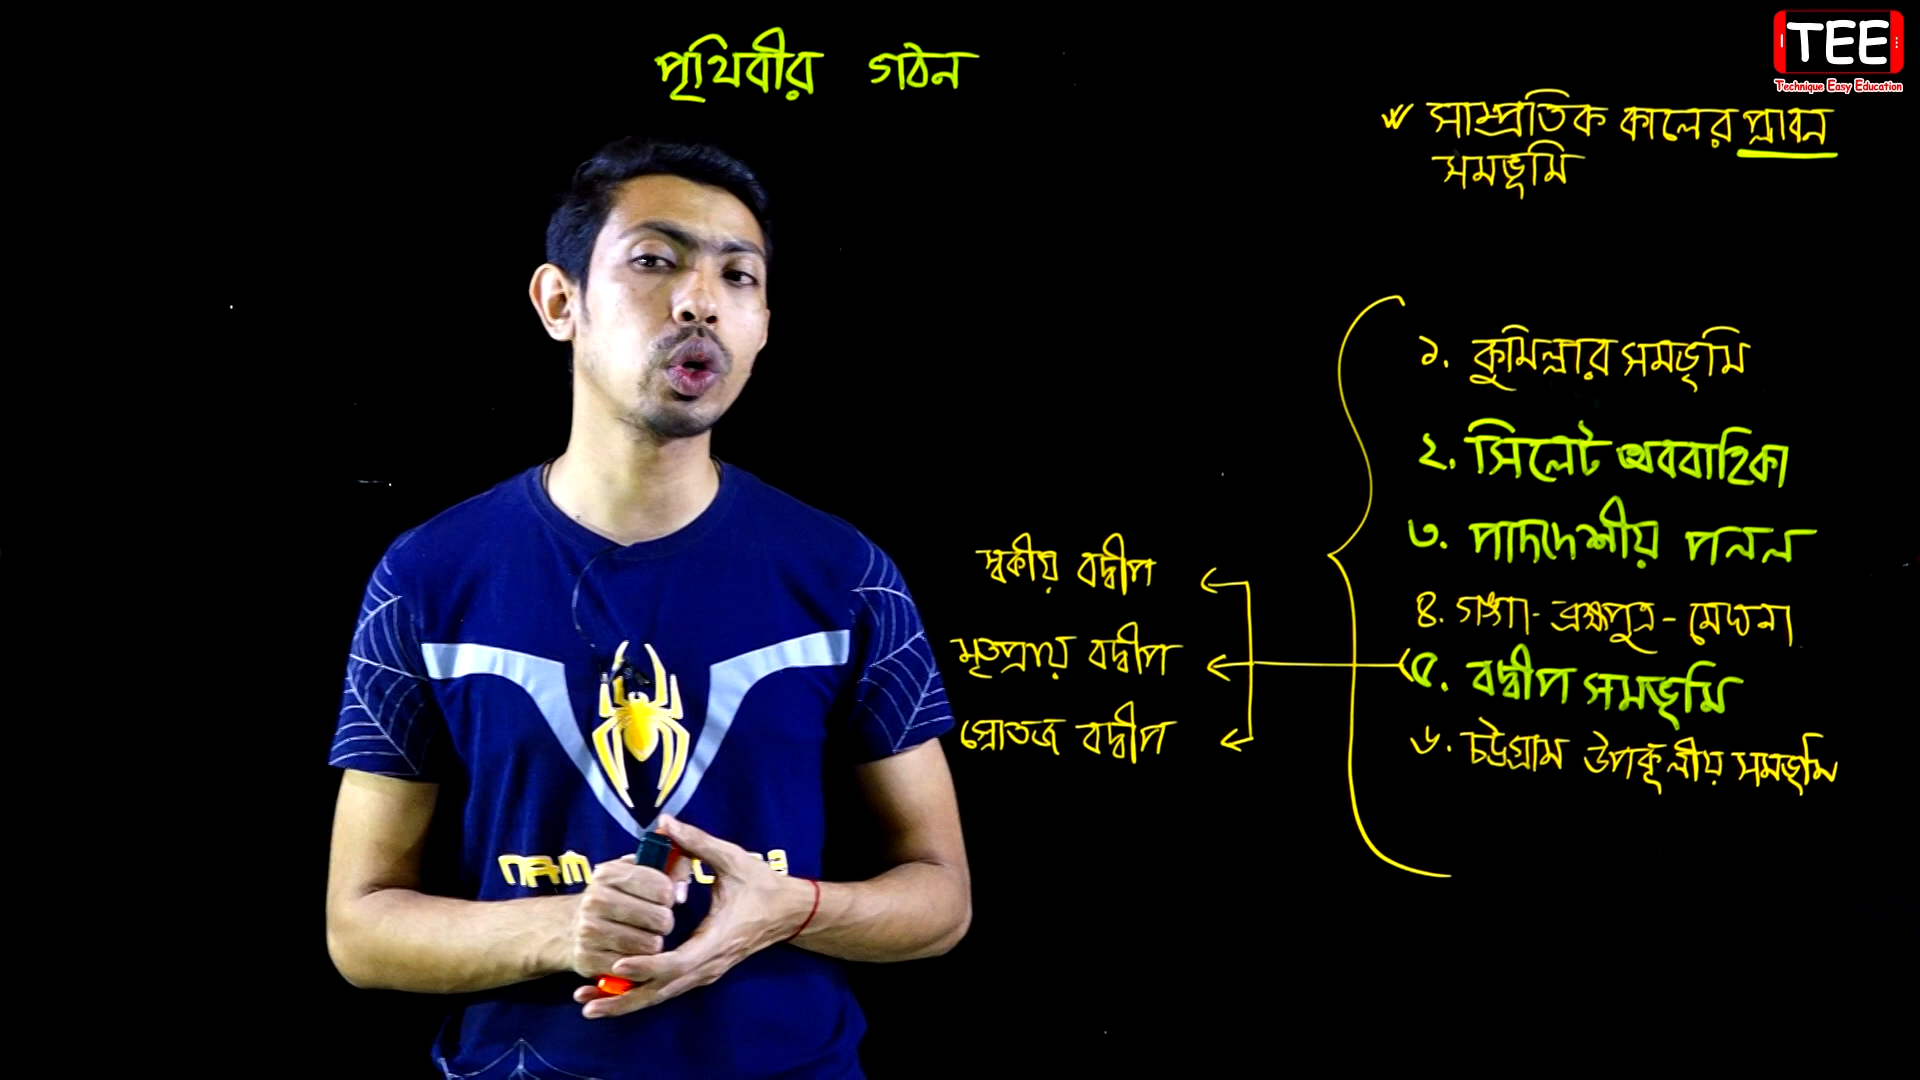 পৃথিবীর গঠন
TEE
Technique Easy Education
সাম্প্রতিক কালের প্লাবন
সমভূমি
১. কুমিল্লার সমভূমি
২. সিলেট অববাহিকা
৩. পাদদেশীয় পলল
৪. গঙ্গা - ব্রহ্মপুত্র - মেঘনা
৫. বদ্বীপ সমভূমি
৬. চট্টগ্রাম উপকূলীয় সমভূমি
স্বকীয় বদ্বীপ
মৃতপ্রায় বদ্বীপ
স্রোতজ বদ্বীপ